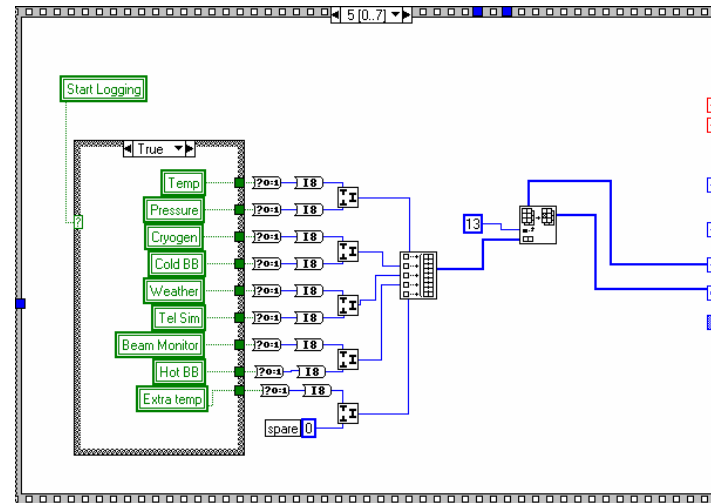 5 [0..7]
Start Logging
True
Temp ?0:1 I8
Pressure ?0:1 I8
Cryogen ?0:1 I8
13
Cold BB ?0:1 I8
Weather ?0:1 I8
Tel Sim ?0:1 I8
Beam Monitor ?0:1 I8
Hot BB ?0:1 I8
Extra temp ?0:1 I8
spare 0
?